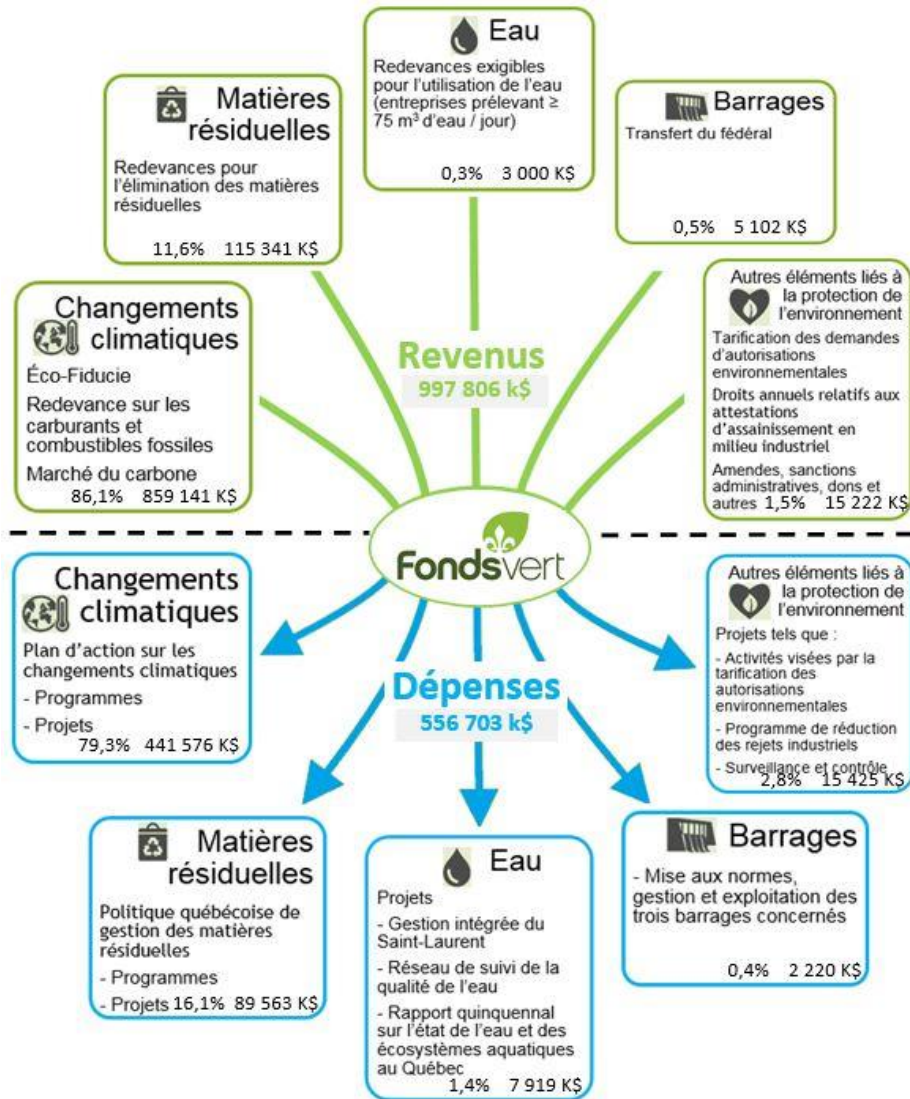 Eau
Redevances exigibles
pour l'utilisation de l'eau
(entreprises prélevant ≥
75 m³ d'eau / jour)
0,3% 3 000 K$
Matières
résiduelles
Redevances pour
l'élimination des matières
résiduelles
11,6% 115 341 K$
Barrages
Transfert du fédéral
0,5% 5 102 K$
Changements
climatiques
Éco-Fiducie
Redevance sur les
carburants et
combustibles fossiles
Marché du carbone
86,1% 859 141 K$
Revenus
997 806 k$
Autres éléments liés à
la protection de
l'environnement
Tarification des demandes
d'autorisations
environnementales
Droits annuels relatifs aux
attestations
d'assainissement en
milieu industriel
Amendes, sanctions
administratives, dons et
autres 1,5% 15 222 K$
Fondsvert
Changements
climatiques
Plan d'action sur les
changements climatiques
- Programmes
- Projets
79,3% 441 576 K$
Dépenses
556 703 k$
Autres éléments liés à
la protection de
l'environnement
Projets tels que :
- Activités visées par la
tarification des
autorisations
environnementales
- Programme de réduction
des rejets industriels
- Surveillance et contrôle
2,8% 15 425 K$
Matières
résiduelles
Politique québécoise de
gestion des matières
résiduelles
- Programmes
- Projets 16,1% 89 563 K$
Eau
Projets
- Gestion intégrée du
Saint-Laurent
- Réseau de suivi de la
qualité de l'eau
- Rapport quinquennal
sur l'état de l'eau et des
écosystèmes aquatiques
au Québec
1,4% 7 919 K$
Barrages
- Mise aux normes,
gestion et exploitation des
trois barrages concernés
0,4% 2 220 K$